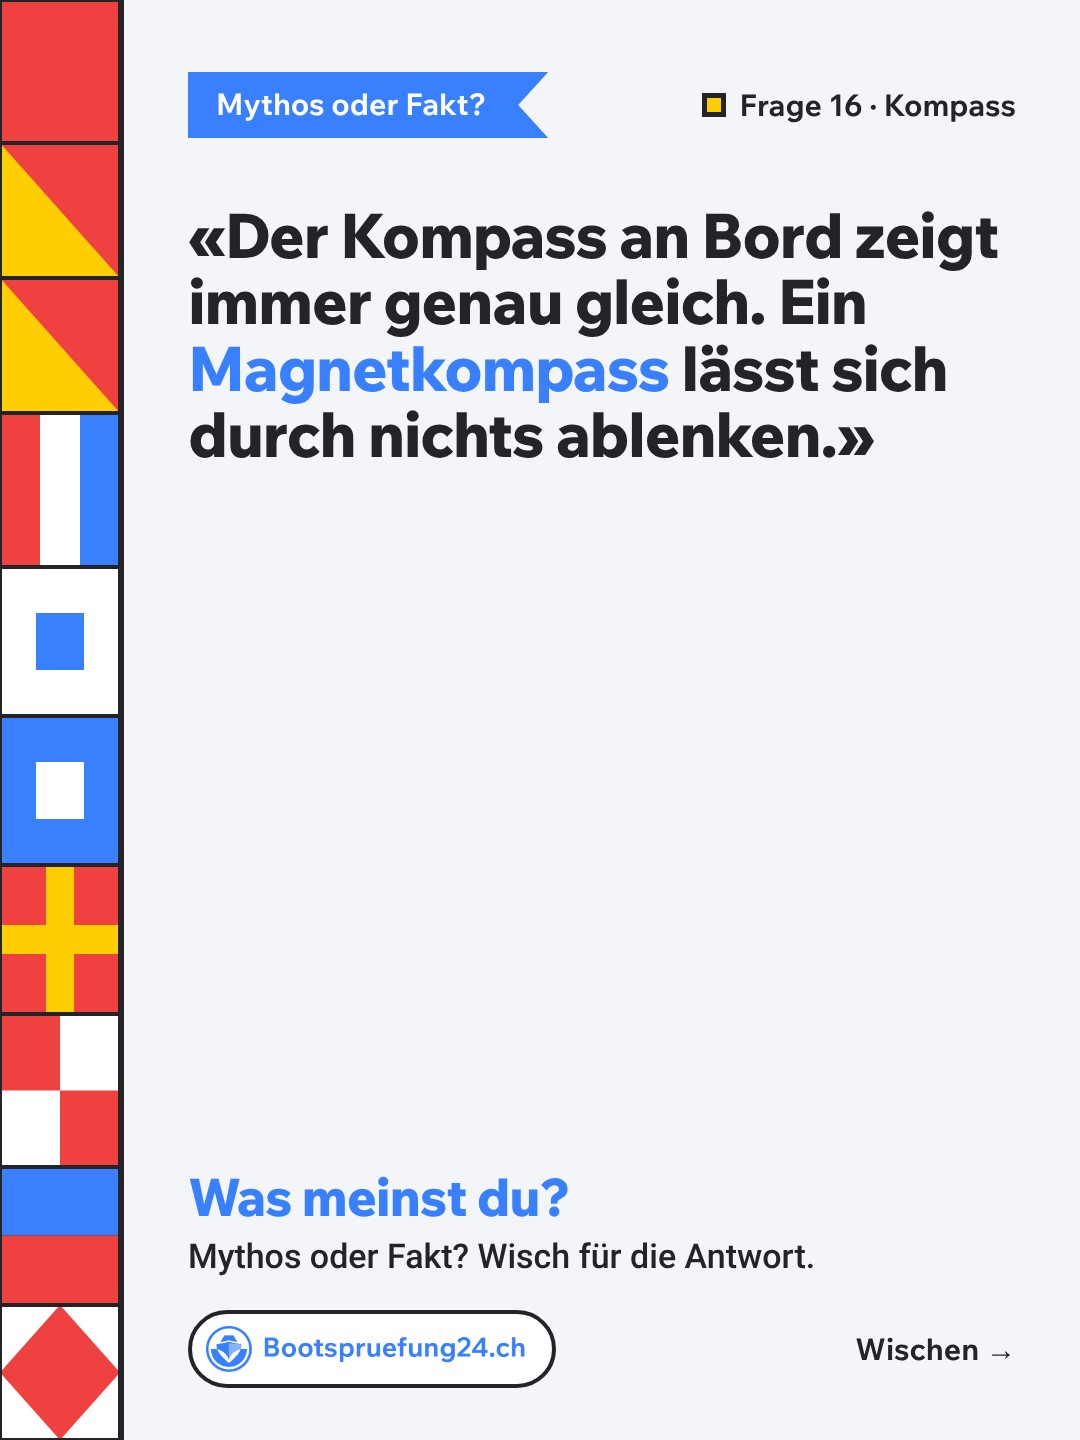 Mythos oder Fakt?
Frage 16 · Kompass
«Der Kompass an Bord zeigt
immer genau gleich. Ein
Magnetkompass lässt sich
durch nichts ablenken.»
Was meinst du?
Mythos oder Fakt? Wisch für die Antwort.
Bootspruefung24.ch
Wischen →